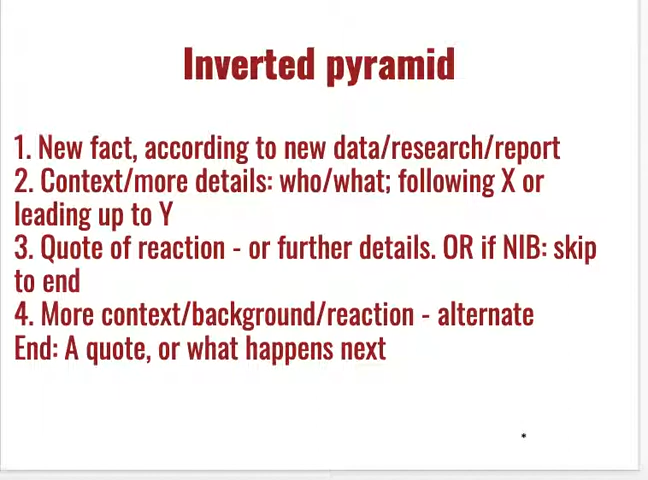 Inverted pyramid
1. New fact, according to new data/research/report
2. Context/more details: who/what; following X or
leading up to Y
3. Quote of reaction - or further details. OR if NIB: skip
to end
4. More context/background/reaction - alternate
End: A quote, or what happens next
*